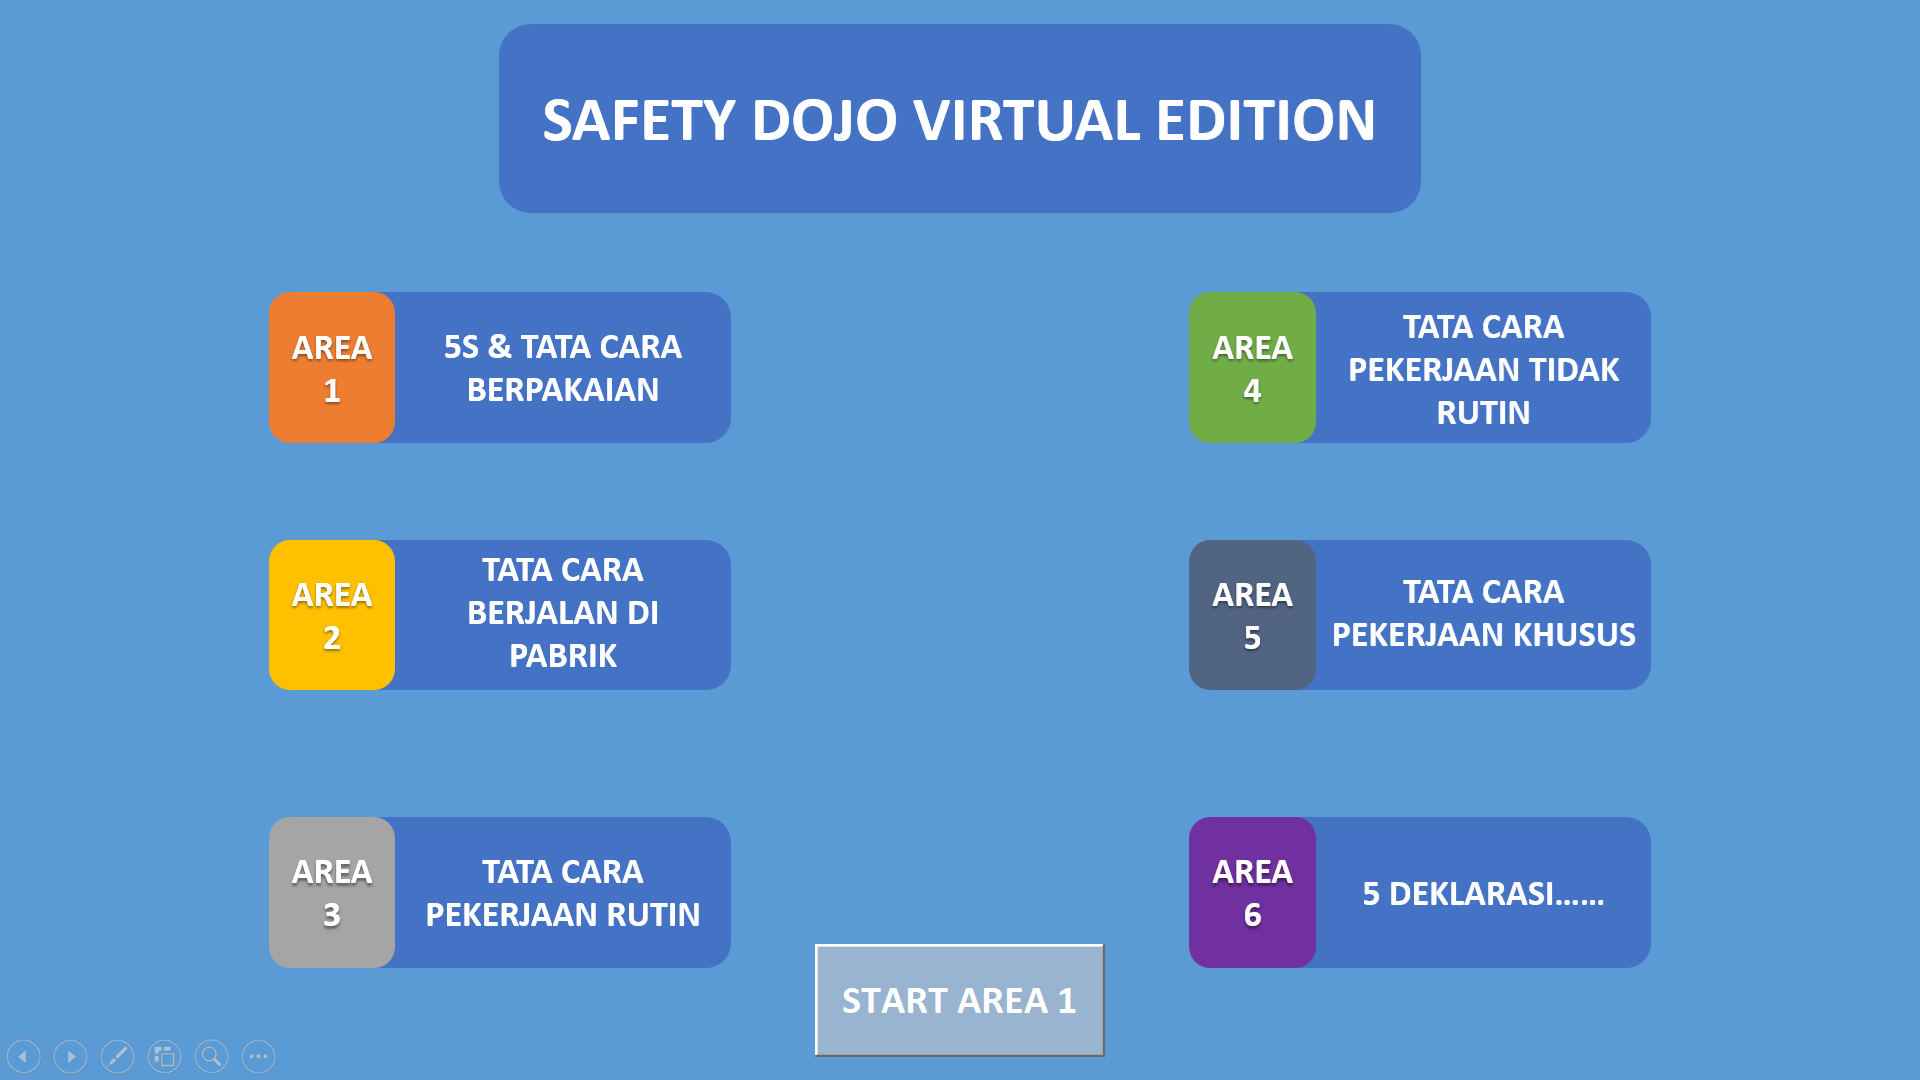 SAFETY DOJO VIRTUAL EDITION
AREA
1
5S & TATA CARA
BERPAKAIAN
AREA
2
TATA CARA
BERJALAN DI
PABRIK
AREA
3
TATA CARA
PEKERJAAN RUTIN
AREA
4
TATA CARA
PEKERJAAN TIDAK
RUTIN
AREA
5
TATA CARA
PEKERJAAN KHUSUS
AREA
6
5 DEKLARASI......
START AREA 1